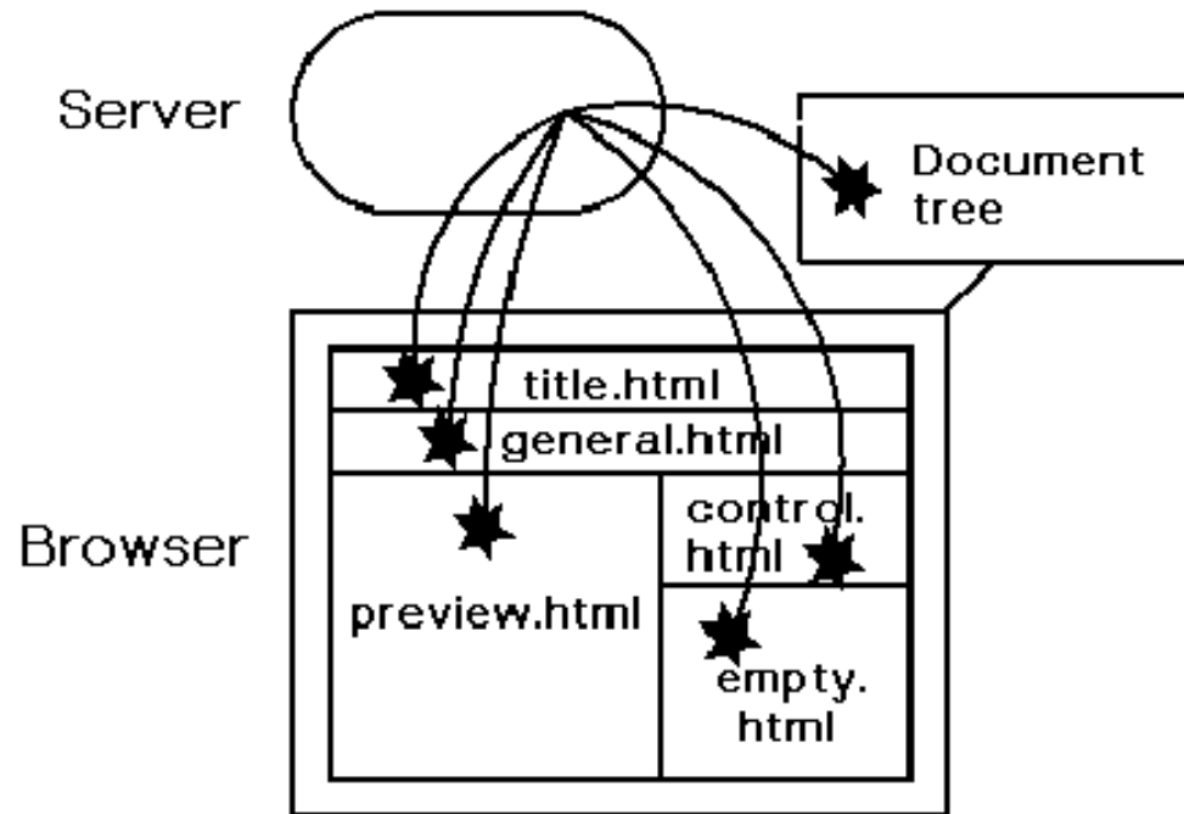 Server
Document
tree
title.html
general.html
Browser
control.
html
preview.html
empty.
html